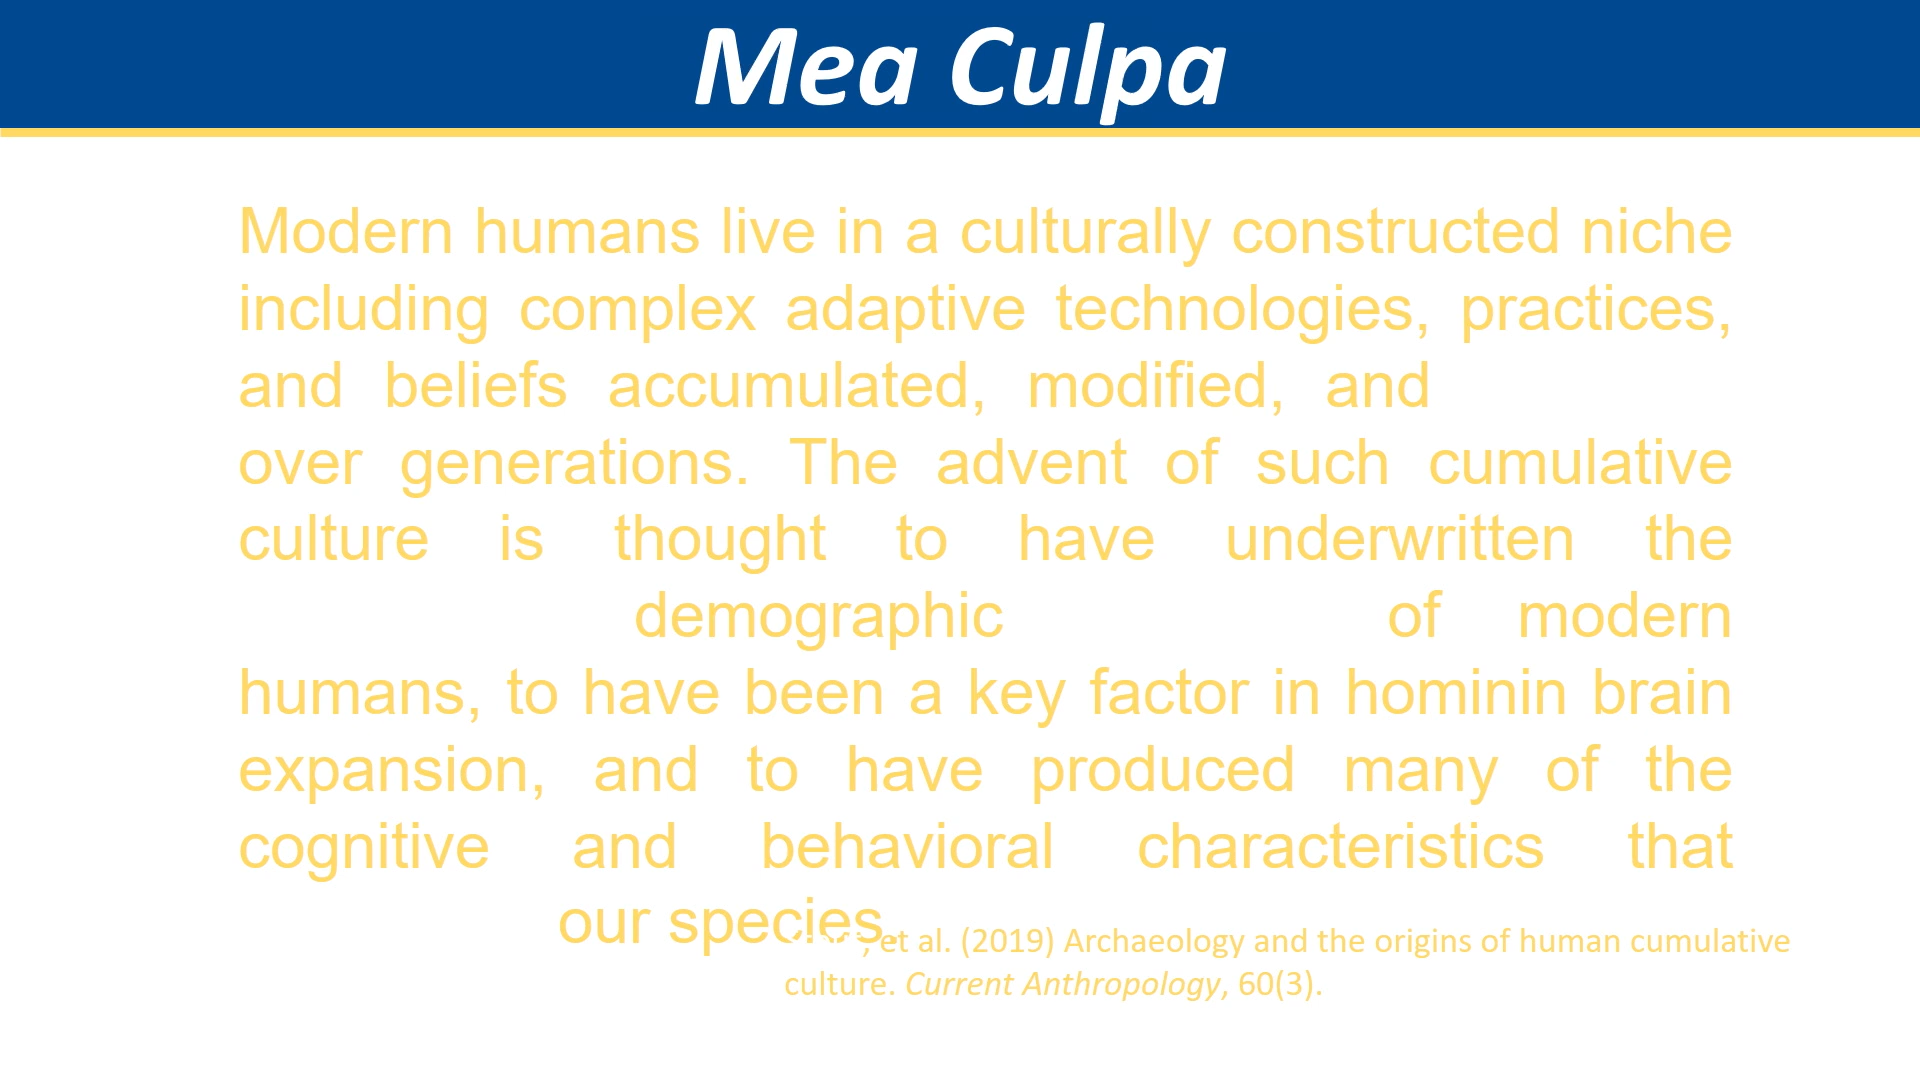 Mea Culpa
Modern humans live in a culturally constructed niche
including complex adaptive technologies, practices,
and beliefs accumulated, modified, and
over generations. The advent of such cumulative
culture is thought to have underwritten the
demographic of modern
humans, to have been a key factor in hominin brain
expansion, and to have produced many of the
cognitive and behavioral characteristics that
our species.
et al. (2019) Archaeology and the origins of human cumulative
culture. Current Anthropology, 60(3).